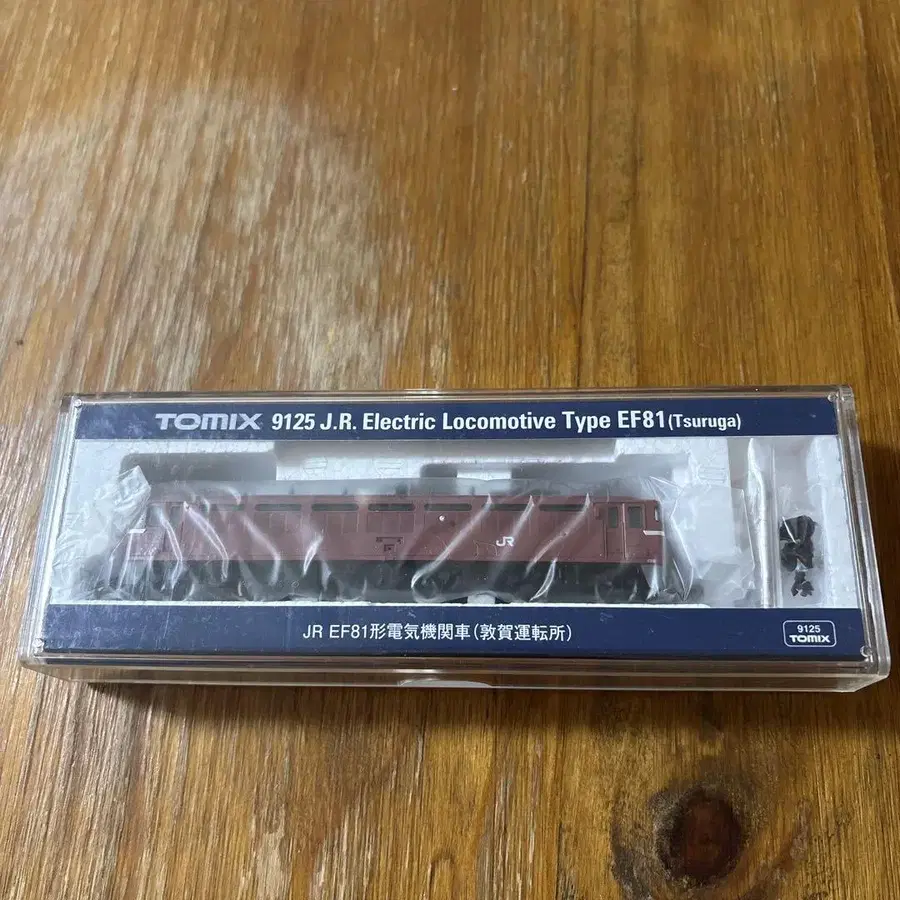 TOMIX 9125 J.R. Electric Locomotive Type EF81 (Tsuruga)
JR
JR EF81形電気機関車(敦賀運転所)
9125
TOMIX